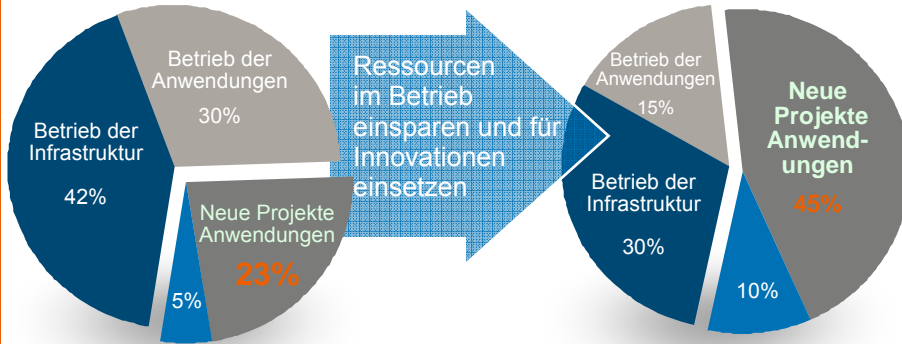 Betrieb der
Anwendungen
30%
Betrieb der
Infrastruktur
42%
Neue Projekte
Anwendungen
23%
5%
Ressourcen
im Betrieb
einsparen und für
Innovationen
einsetzen
Betrieb der
Anwendungen
15%
Neue
Projekte
Anwend-
ungen
45%
Betrieb der
Infrastruktur
30%
10%